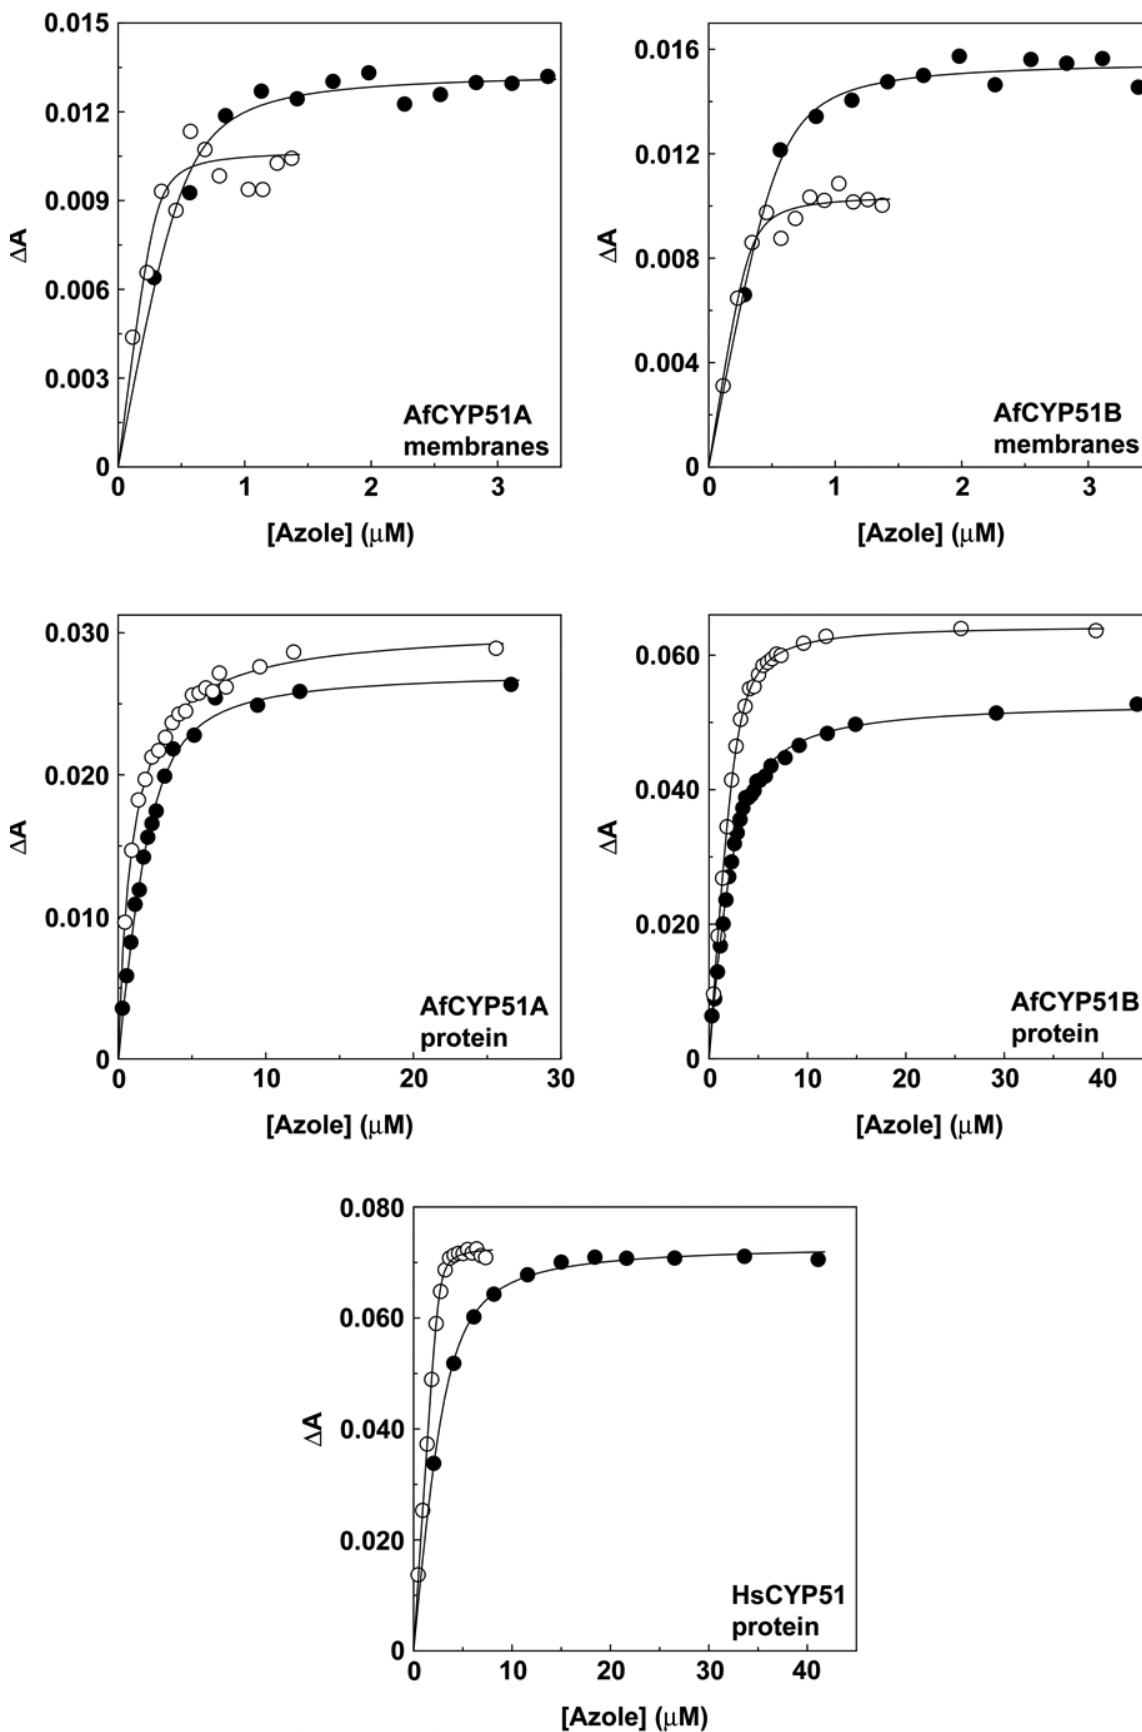 0.015
0.012
0.009
0.006
0.003
0
ΔA
0 1 2 3
[Azole] (μM)
AfCYP51A
membranes
0.016
0.012
0.008
0.004
0
ΔA
0 1 2 3
[Azole] (μM)
AfCYP51B
membranes
0.030
0.020
0.010
0
ΔA
0 10 20 30
[Azole] (μM)
AfCYP51A
protein
0.060
0.040
0.020
0
ΔA
0 10 20 30 40
[Azole] (μM)
AfCYP51B
protein
0.080
0.060
0.040
0.020
0
ΔA
0 10 20 30 40
[Azole] (μM)
HsCYP51
protein